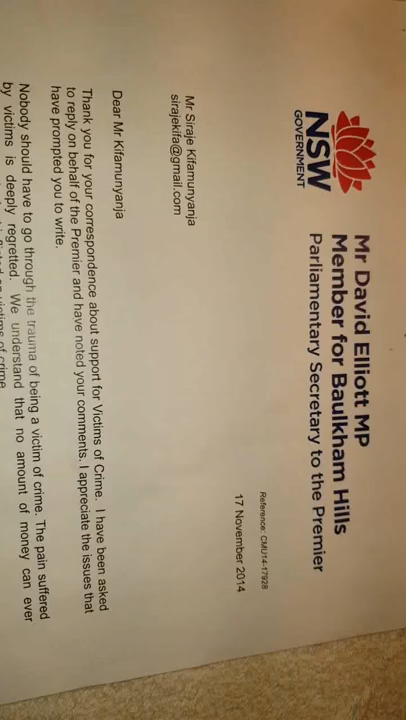 NSW
GOVERNMENT
Mr David Elliott MP
Member for Baulkham Hills
Parliamentary Secretary to the Premier
Reference: CMU14-17928
17 November 2014
Mr Siraje Kifamunyanja
sirajekifa@gmail.com
Dear Mr Kifamunyanja
Thank you for your correspondence about support for Victims of Crime. I have been asked
to reply on behalf of the Premier and have noted your comments. I appreciate the issues that
have prompted you to write.
Nobody should have to go through the trauma of being a victim of crime. The pain suffered
by victims is deeply regretted. We understand that no amount of money can ever
on victims of crime